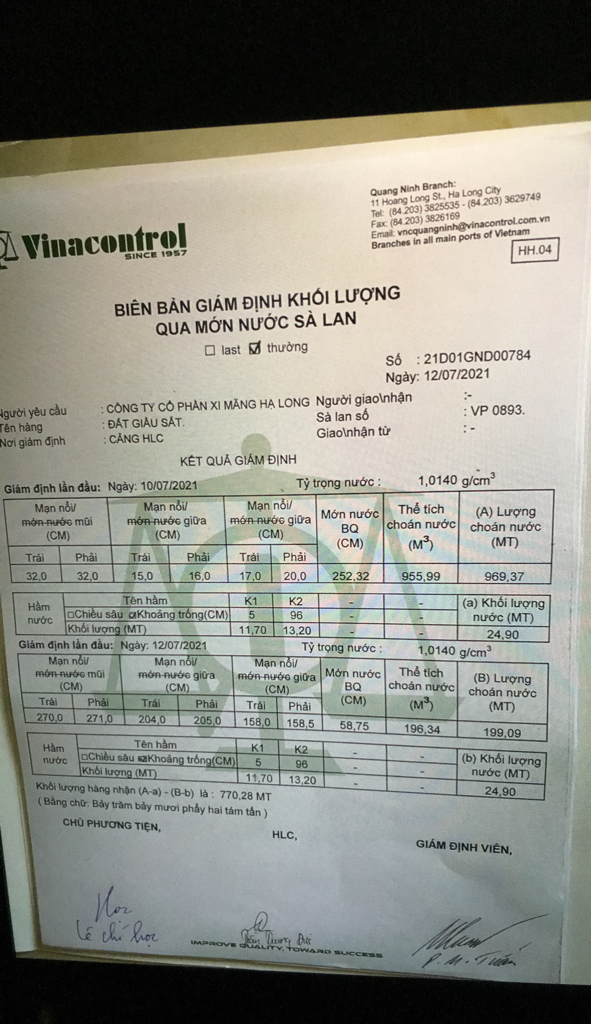 Vinacontrol
SINCE 1957
Quang Ninh Branch:
11 Hoang Long St., Ha Long City
Tel: (84.203) 3825535 - (84.203) 3629749
Fax: (84.203) 3826169
Email: vncquangninh@vinacontrol.com.vn
Branches in all main ports of Vietnam
HH.04
BIÊN BẢN GIÁM ĐỊNH KHỐI LƯỢNG
QUA MỚN NƯỚC SÀ LAN
☐ last ☑ thường
Số : 21D01GND00784
Ngày: 12/07/2021
Người yêu cầu : CÔNG TY CỔ PHẦN XI MĂNG HẠ LONG Người giao\nhận :-
Tên hàng : ĐẤT GIÀU SẮT. Sà lan số : VP 0893.
Nơi giám định : CẢNG HLC Giao\nhận từ : -
KẾT QUẢ GIÁM ĐỊNH
Giám định lần đầu: Ngày: 10/07/2021 Tỷ trọng nước : 1,0140 g/cm³
Mạn nổi/ Mạn nổi/ Mạn nổi/ Mớn nước Thể tích (A) Lượng
mớn nước mũi mớn nước giữa mớn nước giữa BQ choán nước choán nước
(CM) (CM) (CM) (CM) (M³) (MT)
Trái Phải Trái Phải Trái Phải
32,0 32,0 15,0 16,0 17,0 20,0 252,32 955,99 969,37
Hầm nước Tên hầm K1 K2 - - (a) Khối lượng nước (MT)
☐Chiều sâu ☑Khoảng trống(CM) 5 96 - -
Khối lượng (MT) 11,70 13,20 - - 24,90
Giám định lần đầu: Ngày: 12/07/2021 Tỷ trọng nước : 1,0140 g/cm³
Mạn nổi/ Mạn nổi/ Mạn nổi/ Mớn nước Thể tích (B) Lượng
mớn nước mũi mớn nước giữa mớn nước giữa BQ choán nước choán nước
(CM) (CM) (CM) (CM) (M³) (MT)
Trái Phải Trái Phải Trái Phải
270,0 271,0 204,0 205,0 158,0 158,5 58,75 196,34 199,09
Hầm nước Tên hầm K1 K2 - - (b) Khối lượng nước (MT)
☐Chiều sâu ☑Khoảng trống(CM) 5 96 - -
Khối lượng (MT) 11,70 13,20 - - 24,90
Khối lượng hàng nhận (A-a) - (B-b) là : 770,28 MT
( Bằng chữ: Bảy trăm bảy mươi phẩy hai tám tấn )
CHỦ PHƯƠNG TIỆN,
HLC,
GIÁM ĐỊNH VIÊN,
Học
Lê chí học
IMPROVE QUALITY, TOWARD SUCCESS